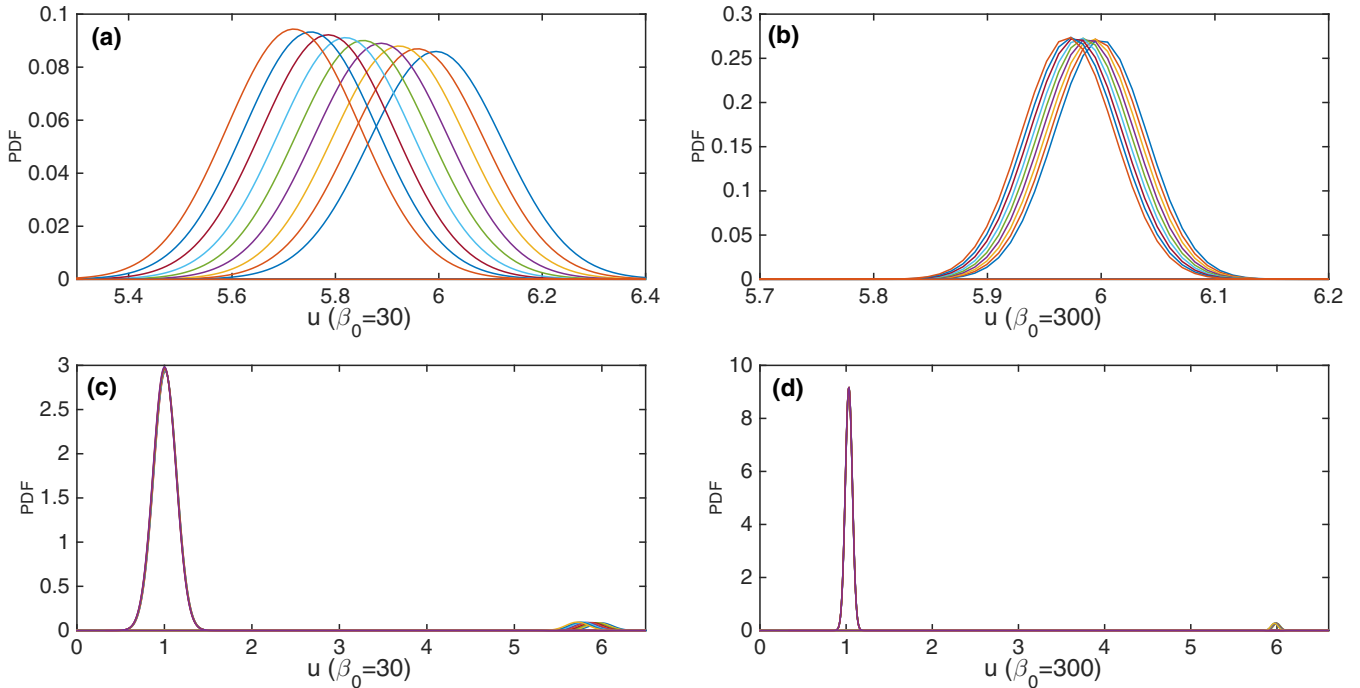 (a)
PDF
0.1
0.08
0.06
0.04
0.02
0
5.4 5.6 5.8 6 6.2 6.4
u (β0=30)
(b)
PDF
0.3
0.25
0.2
0.15
0.1
0.05
0
5.7 5.8 5.9 6 6.1 6.2
u (β0=300)
(c)
PDF
3
2.5
2
1.5
1
0.5
0
0 1 2 3 4 5 6
u (β0=30)
(d)
PDF
10
8
6
4
2
0
0 1 2 3 4 5 6
u (β0=300)